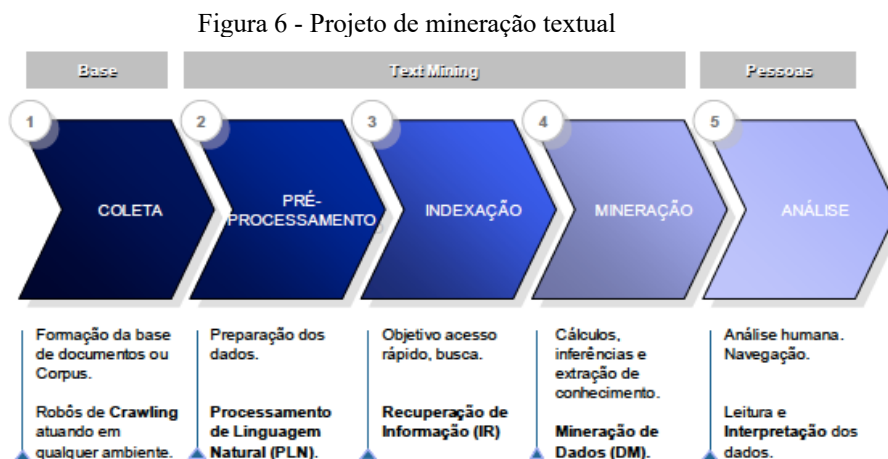 Figura 6 - Projeto de mineração textual
Base
Text Mining
Pessoas
1
2
3
4
5
COLETA
PRÉ-
PROCESSAMENTO
INDEXAÇÃO
MINERAÇÃO
ANÁLISE
Formação da base
de documentos ou
Corpus.
Robôs de Crawling
atuando em
qualquer ambiente.
Preparação dos
dados.
Processamento
de Linguagem
Natural (PLN).
Objetivo acesso
rápido, busca.
Recuperação de
Informação (IR)
Cálculos,
inferências e
extração de
conhecimento.
Mineração de
Dados (DM).
Análise humana.
Navegação.
Leitura e
Interpretação dos
dados.